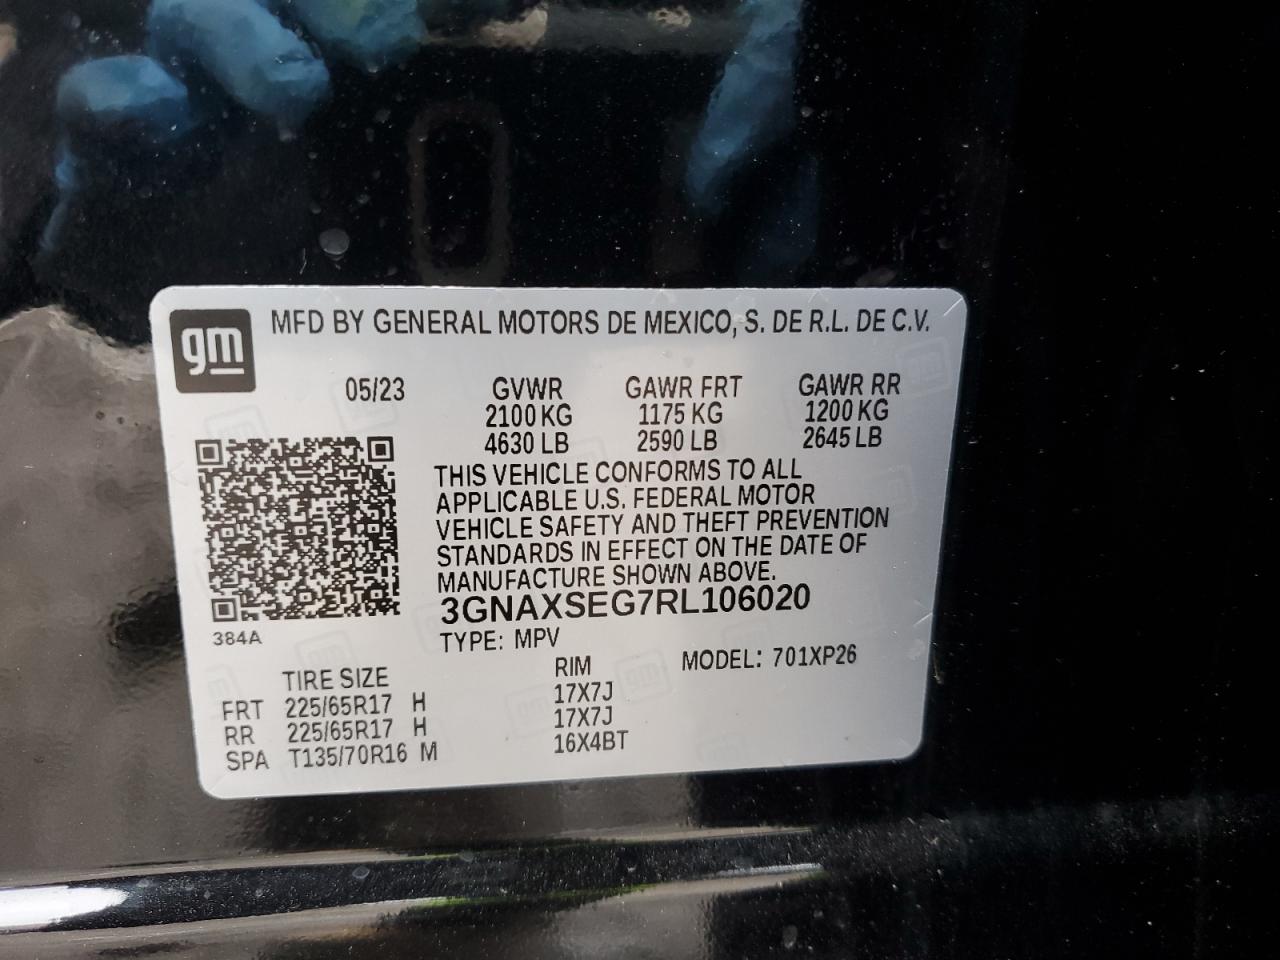 gm MFD BY GENERAL MOTORS DE MEXICO, S. DE R.L. DE C.V.
05/23 GVWR GAWR FRT GAWR RR
2100 KG 1175 KG 1200 KG
4630 LB 2590 LB 2645 LB
THIS VEHICLE CONFORMS TO ALL
APPLICABLE U.S. FEDERAL MOTOR
VEHICLE SAFETY AND THEFT PREVENTION
STANDARDS IN EFFECT ON THE DATE OF
MANUFACTURE SHOWN ABOVE.
3GNAXSEG7RL106020
384A
TYPE: MPV
MODEL: 701XP26
TIRE SIZE RIM
FRT 225/65R17 H 17X7J
RR 225/65R17 H 17X7J
SPA T135/70R16 M 16X4BT